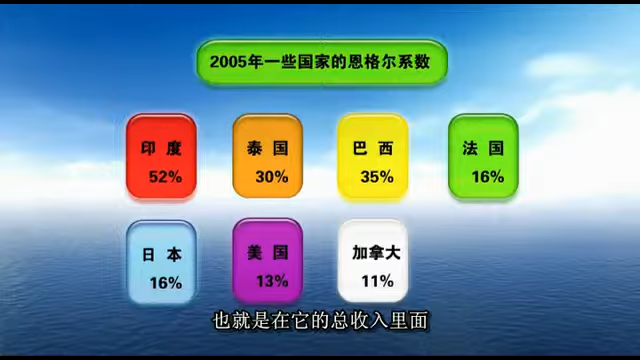 2005年一些国家的恩格尔系数
印度
52%
泰国
30%
巴西
35%
法国
16%
日本
16%
美国
13%
加拿大
11%
也就是在它的总收入里面